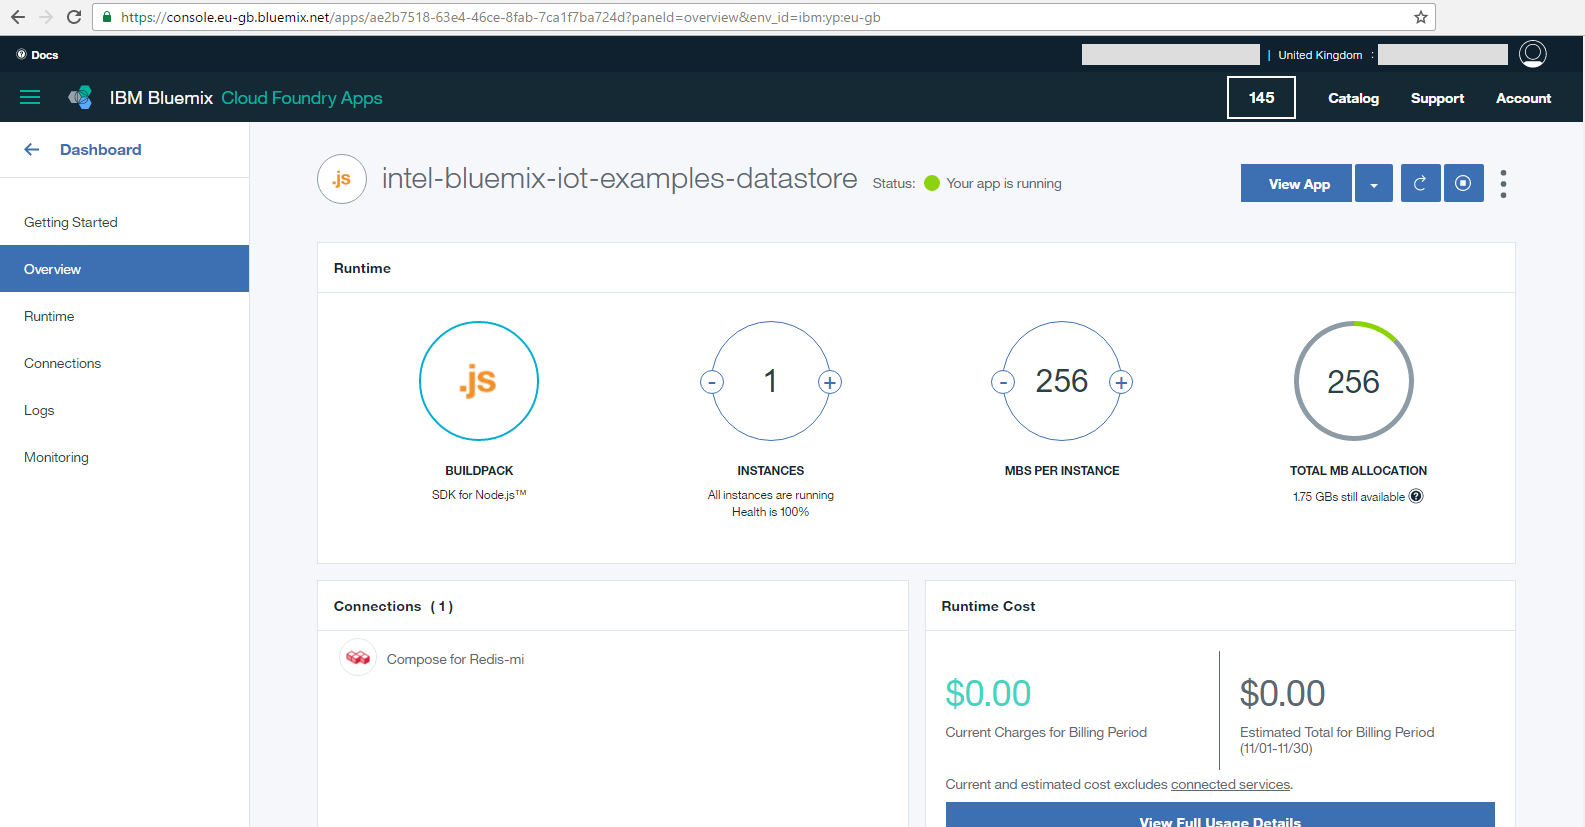 https://console.eu-gb.bluemix.net/apps/ae2b7518-63e4-46ce-8fab-7ca1f7ba724d?paneId=overview&env_id=ibm:yp:eu-gb
Docs
| United Kingdom :
IBM Bluemix Cloud Foundry Apps
145
Catalog
Support
Account
Dashboard
Getting Started
Overview
Runtime
Connections
Logs
Monitoring
.js
intel-bluemix-iot-examples-datastore
Status: Your app is running
View App
Runtime
.js
BUILDPACK
SDK for Node.js™
- 1 +
INSTANCES
All instances are running
Health is 100%
- 256 +
MBS PER INSTANCE
256
TOTAL MB ALLOCATION
1.75 GBs still available ?
Connections (1)
Compose for Redis-mi
Runtime Cost
$0.00
Current Charges for Billing Period
$0.00
Estimated Total for Billing Period
(11/01-11/30)
Current and estimated cost excludes connected services.
View Full Usage Details